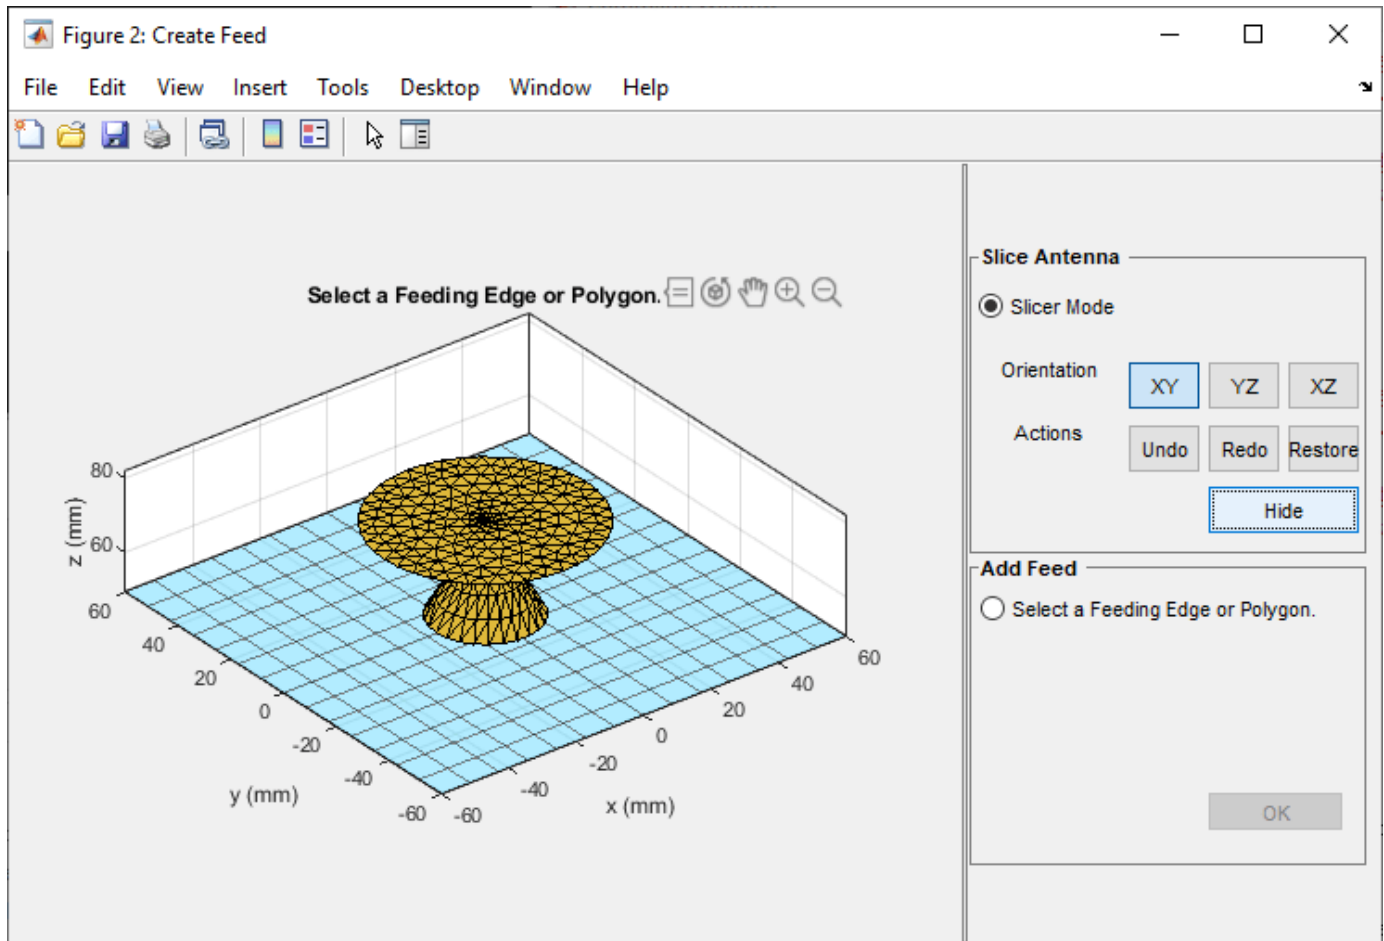 Figure 2: Create Feed
File Edit View Insert Tools Desktop Window Help
Slice Antenna
Select a Feeding Edge or Polygon.
Slicer Mode
Orientation XY YZ XZ
Actions Undo Redo Restore
Hide
Add Feed
Select a Feeding Edge or Polygon.
OK
80
60
z (mm)
60
40
20
0
-20
-40
-60
y (mm)
-60
-40
-20
0
20
40
60
x (mm)